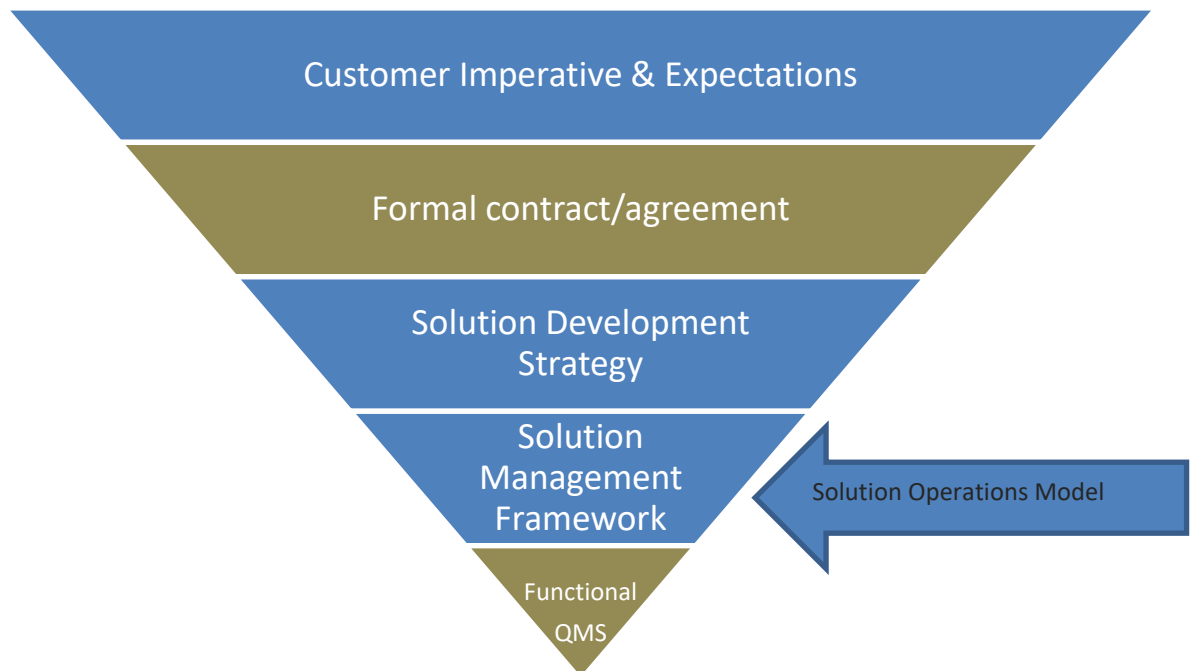 Customer Imperative & Expectations
Formal contract/agreement
Solution Development
Strategy
Solution
Management
Framework
Solution Operations Model
Functional
QMS